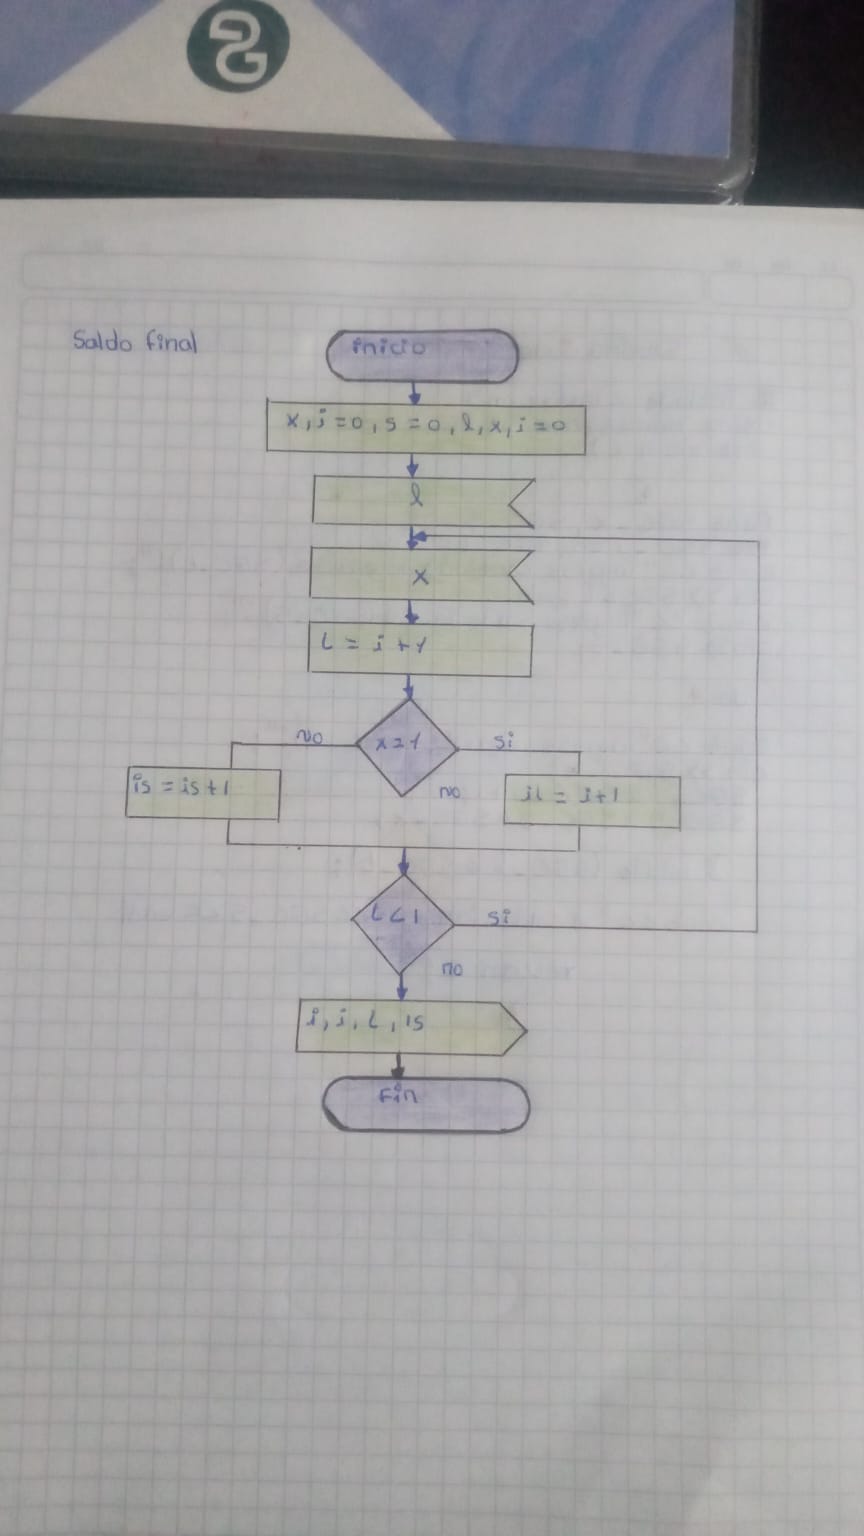 Saldo final
inicio
x, i = 0, s = 0, l, x, i = 0
l
x
L = i + 1
No
x = 1
si
is = is + 1
no
iL = i + 1
L < 1
si
no
i, i, L, is
Fin